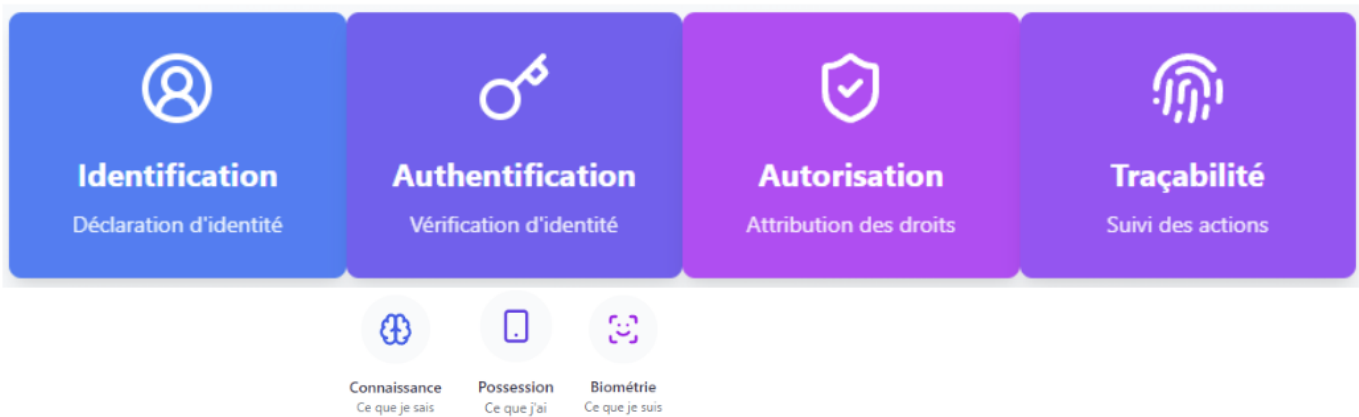 Identification
Déclaration d'identité
Authentification
Vérification d'identité
Autorisation
Attribution des droits
Traçabilité
Suivi des actions
Connaissance
Ce que je sais
Possession
Ce que j'ai
Biométrie
Ce que je suis